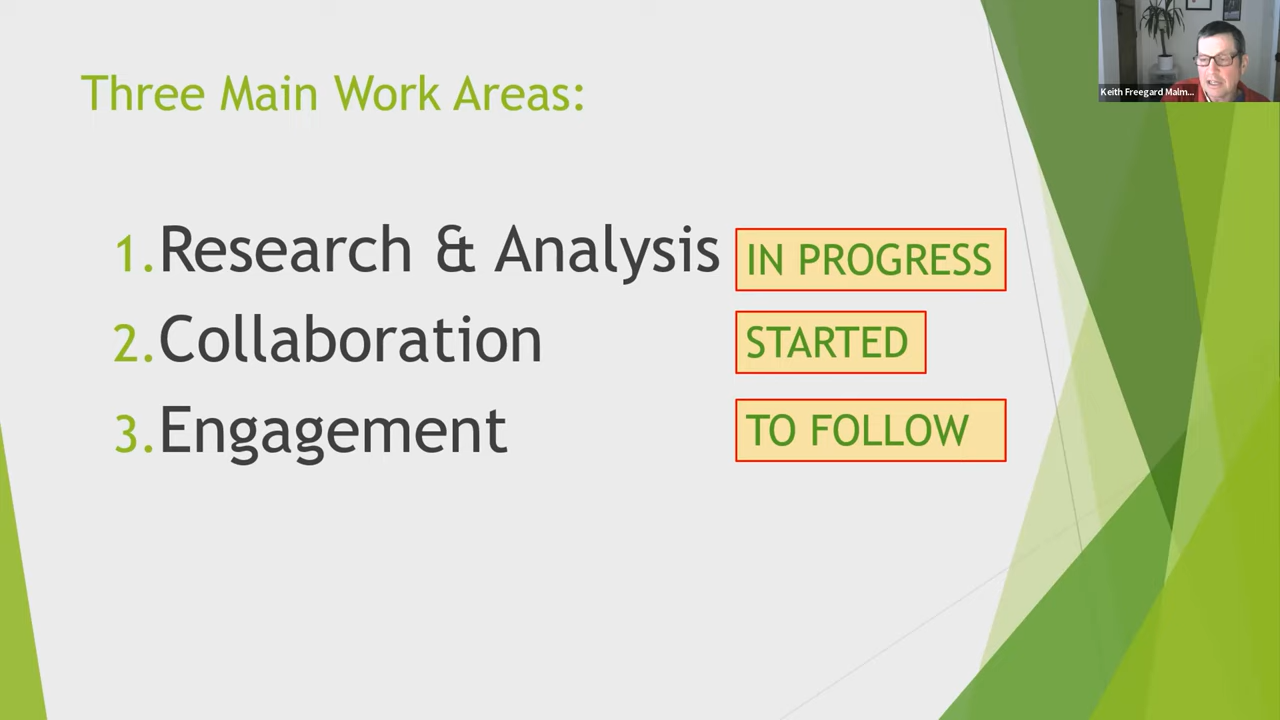 Three Main Work Areas:
1. Research & Analysis IN PROGRESS
2. Collaboration STARTED
3. Engagement TO FOLLOW
Keith Freegard Malm...